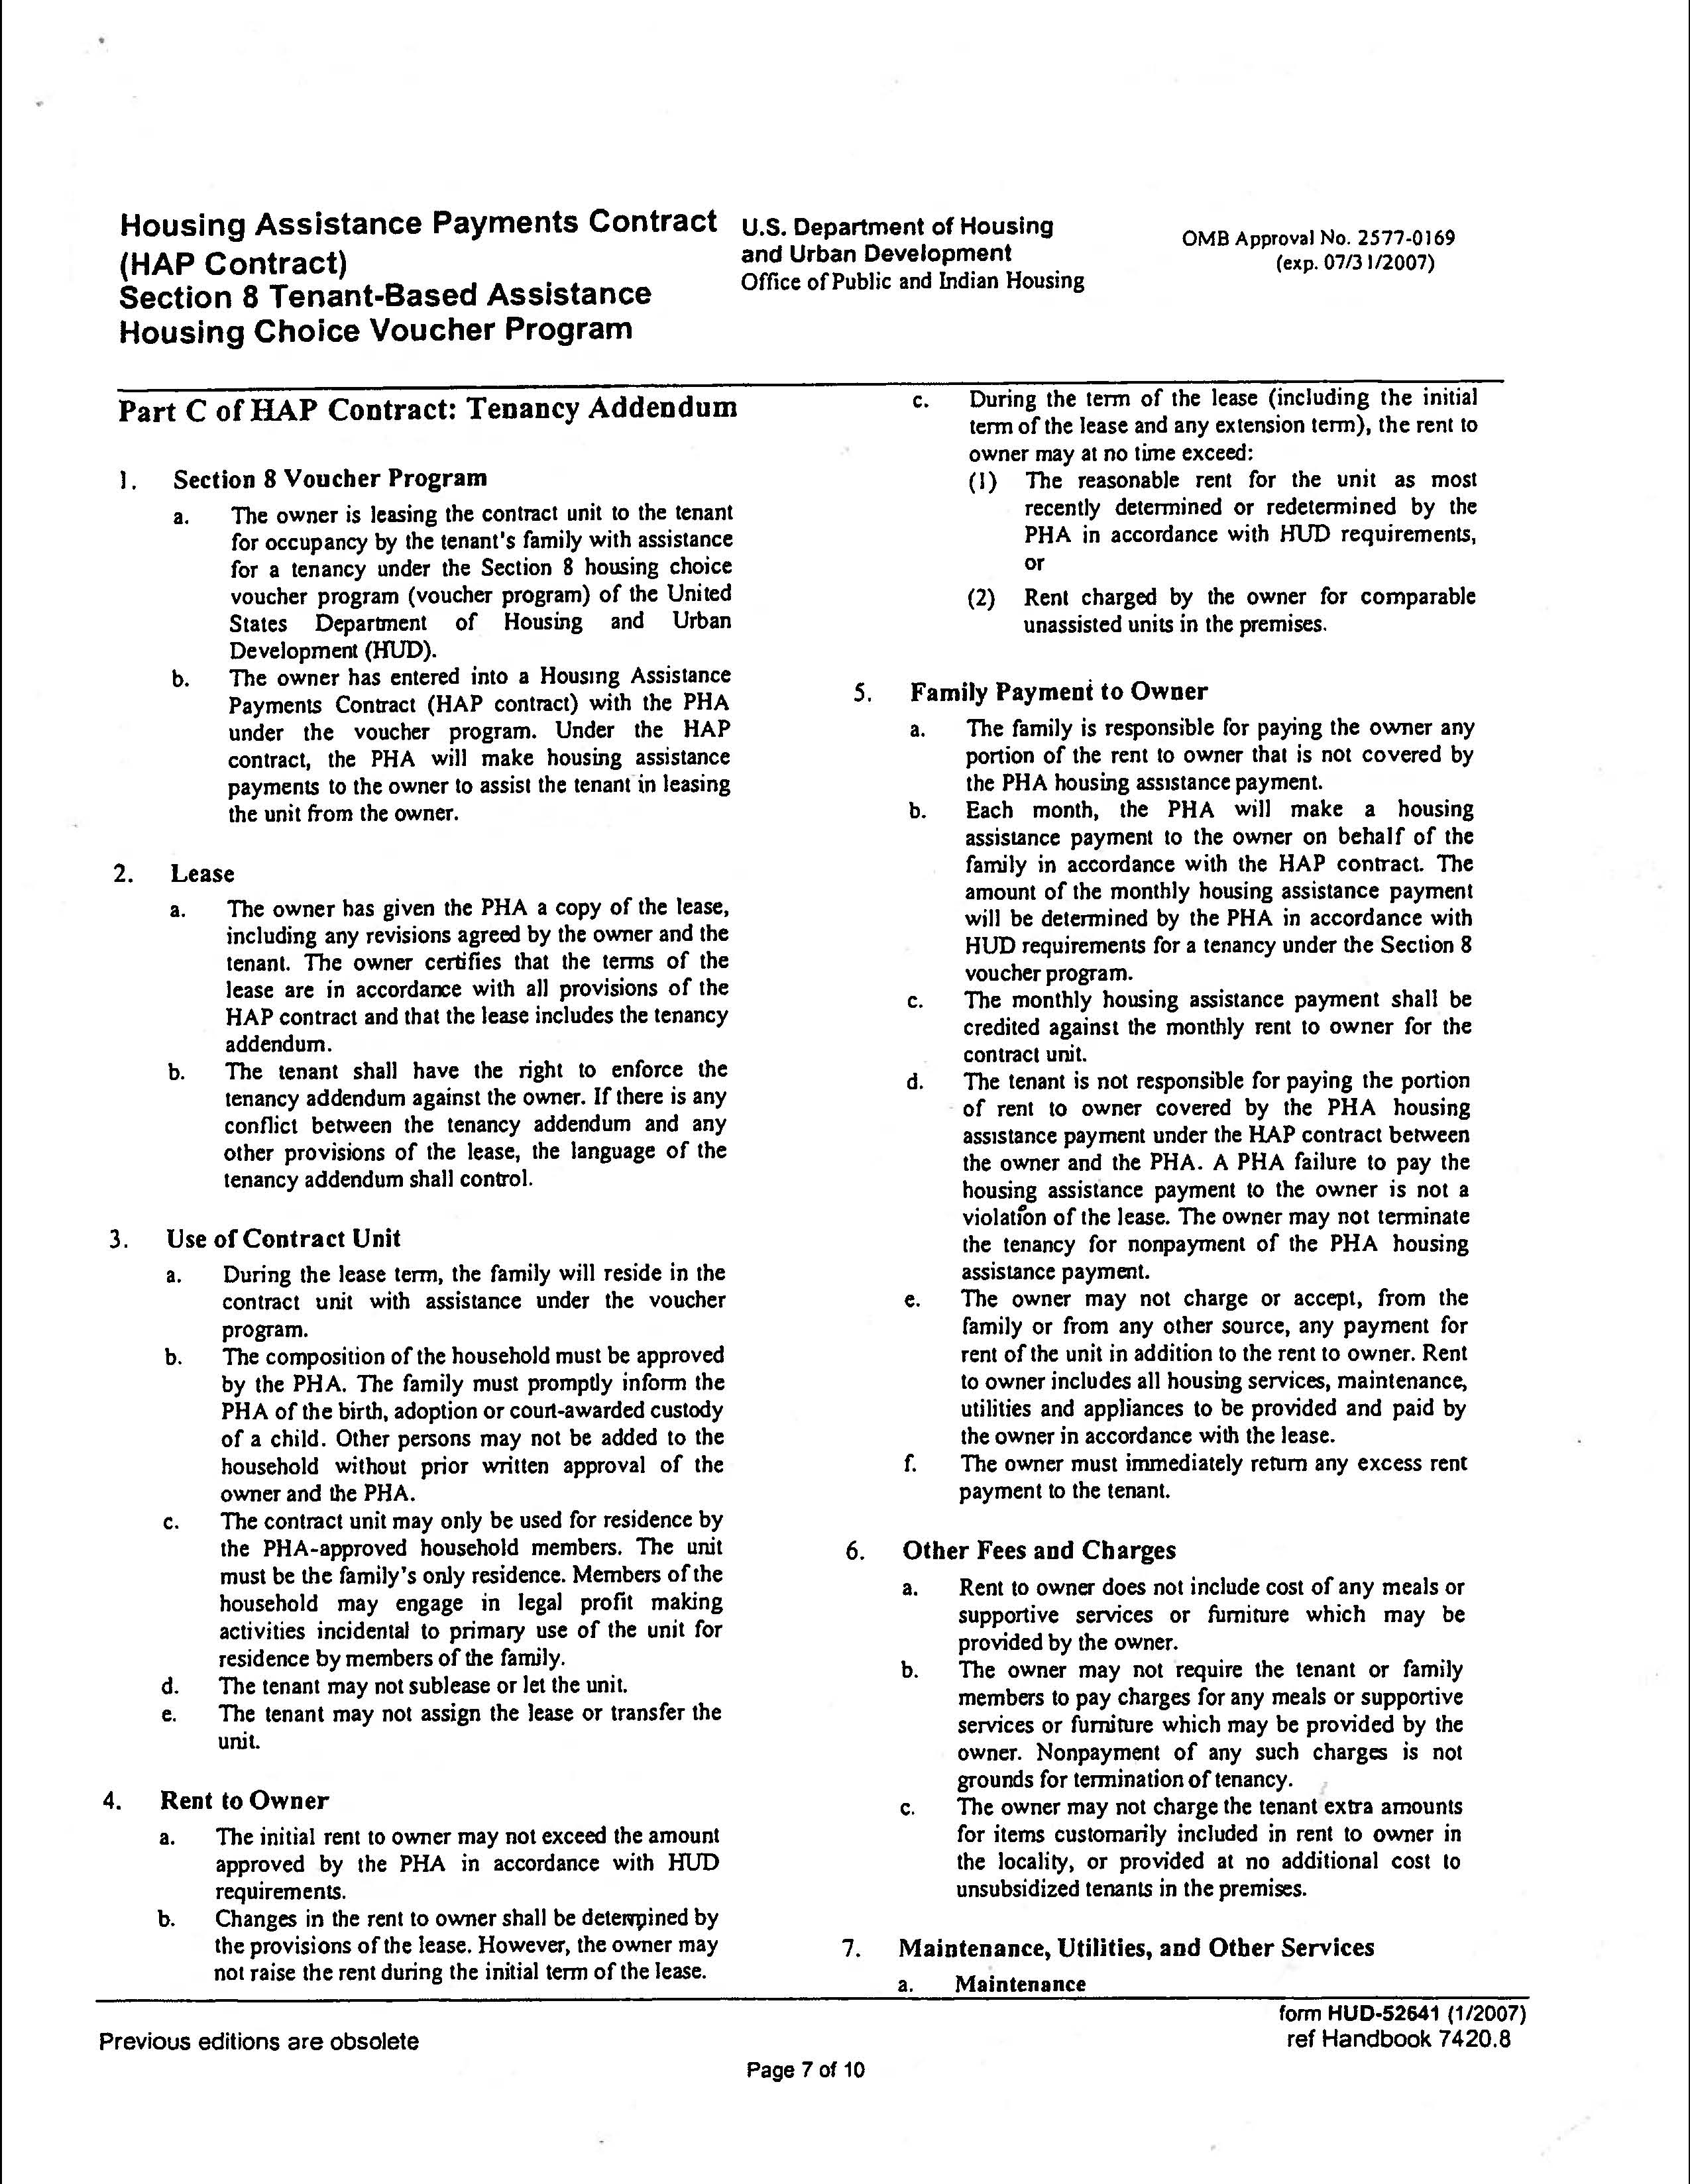 Housing Assistance Payments Contract
(HAP Contract)
Section 8 Tenant-Based Assistance
Housing Choice Voucher Program
U.S. Department of Housing
and Urban Development
Office of Public and Indian Housing
OMB Approval No. 2577-0169
(exp. 07/31/2007)
Part C of HAP Contract: Tenancy Addendum
1. Section 8 Voucher Program
a. The owner is leasing the contract unit to the tenant
for occupancy by the tenant's family with assistance
for a tenancy under the Section 8 housing choice
voucher program (voucher program) of the United
States Department of Housing and Urban
Development (HUD).
b. The owner has entered into a Housing Assistance
Payments Contract (HAP contract) with the PHA
under the voucher program. Under the HAP
contract, the PHA will make housing assistance
payments to the owner to assist the tenant in leasing
the unit from the owner.
2. Lease
a. The owner has given the PHA a copy of the lease,
including any revisions agreed by the owner and the
tenant. The owner certifies that the terms of the
lease are in accordance with all provisions of the
HAP contract and that the lease includes the tenancy
addendum.
b. The tenant shall have the right to enforce the
tenancy addendum against the owner. If there is any
conflict between the tenancy addendum and any
other provisions of the lease, the language of the
tenancy addendum shall control.
3. Use of Contract Unit
a. During the lease term, the family will reside in the
contract unit with assistance under the voucher
program.
b. The composition of the household must be approved
by the PHA. The family must promptly inform the
PHA of the birth, adoption or court-awarded custody
of a child. Other persons may not be added to the
household without prior written approval of the
owner and the PHA.
c. The contract unit may only be used for residence by
the PHA-approved household members. The unit
must be the family's only residence. Members of the
household may engage in legal profit making
activities incidental to primary use of the unit for
residence by members of the family.
d. The tenant may not sublease or let the unit.
e. The tenant may not assign the lease or transfer the
unit.
4. Rent to Owner
a. The initial rent to owner may not exceed the amount
approved by the PHA in accordance with HUD
requirements.
b. Changes in the rent to owner shall be determined by
the provisions of the lease. However, the owner may
not raise the rent during the initial term of the lease.
c. During the term of the lease (including the initial
term of the lease and any extension term), the rent to
owner may at no time exceed:
(1) The reasonable rent for the unit as most
recently determined or redetermined by the
PHA in accordance with HUD requirements,
or
(2) Rent charged by the owner for comparable
unassisted units in the premises.
5. Family Payment to Owner
a. The family is responsible for paying the owner any
portion of the rent to owner that is not covered by
the PHA housing assistance payment.
b. Each month, the PHA will make a housing
assistance payment to the owner on behalf of the
family in accordance with the HAP contract. The
amount of the monthly housing assistance payment
will be determined by the PHA in accordance with
HUD requirements for a tenancy under the Section 8
voucher program.
c. The monthly housing assistance payment shall be
credited against the monthly rent to owner for the
contract unit.
d. The tenant is not responsible for paying the portion
of rent to owner covered by the PHA housing
assistance payment under the HAP contract between
the owner and the PHA. A PHA failure to pay the
housing assistance payment to the owner is not a
violation of the lease. The owner may not terminate
the tenancy for nonpayment of the PHA housing
assistance payment.
e. The owner may not charge or accept, from the
family or from any other source, any payment for
rent of the unit in addition to the rent to owner. Rent
to owner includes all housing services, maintenance,
utilities and appliances to be provided and paid by
the owner in accordance with the lease.
f. The owner must immediately return any excess rent
payment to the tenant.
6. Other Fees and Charges
a. Rent to owner does not include cost of any meals or
supportive services or furniture which may be
provided by the owner.
b. The owner may not require the tenant or family
members to pay charges for any meals or supportive
services or furniture which may be provided by the
owner. Nonpayment of any such charges is not
grounds for termination of tenancy.
c. The owner may not charge the tenant extra amounts
for items customarily included in rent to owner in
the locality, or provided at no additional cost to
unsubsidized tenants in the premises.
7. Maintenance, Utilities, and Other Services
a. Maintenance
Previous editions are obsolete
Page 7 of 10
form HUD-52641 (1/2007)
ref Handbook 7420.8